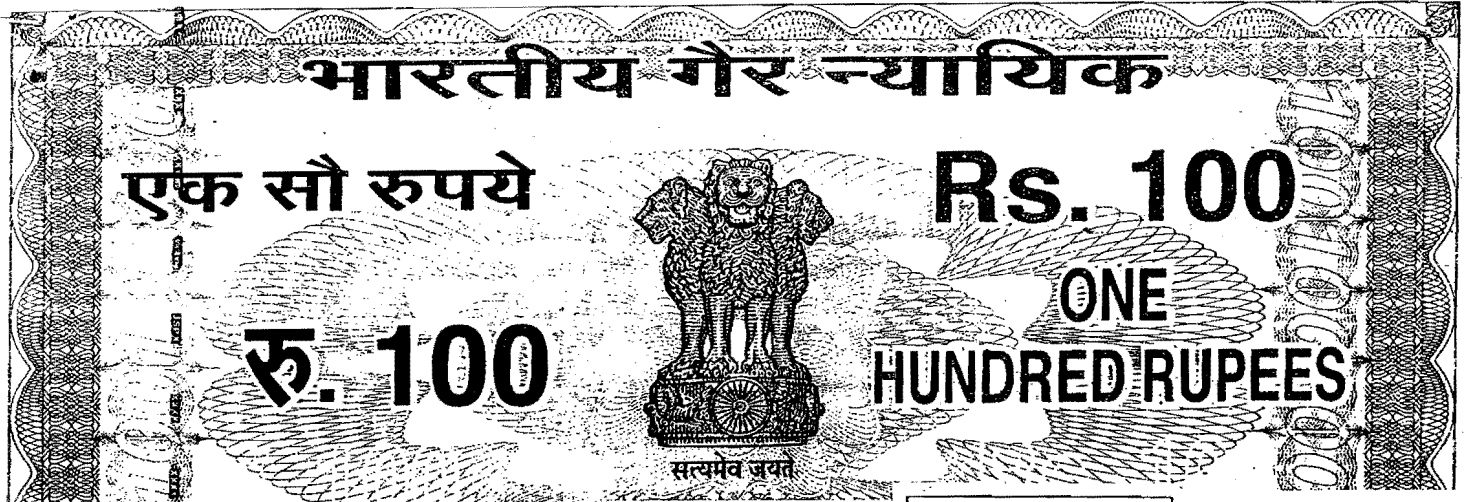 भारतीय गैर न्यायिक
एक सौ रुपये
Rs. 100
रु. 100
ONE
HUNDRED RUPEES
सत्यमेव जयते